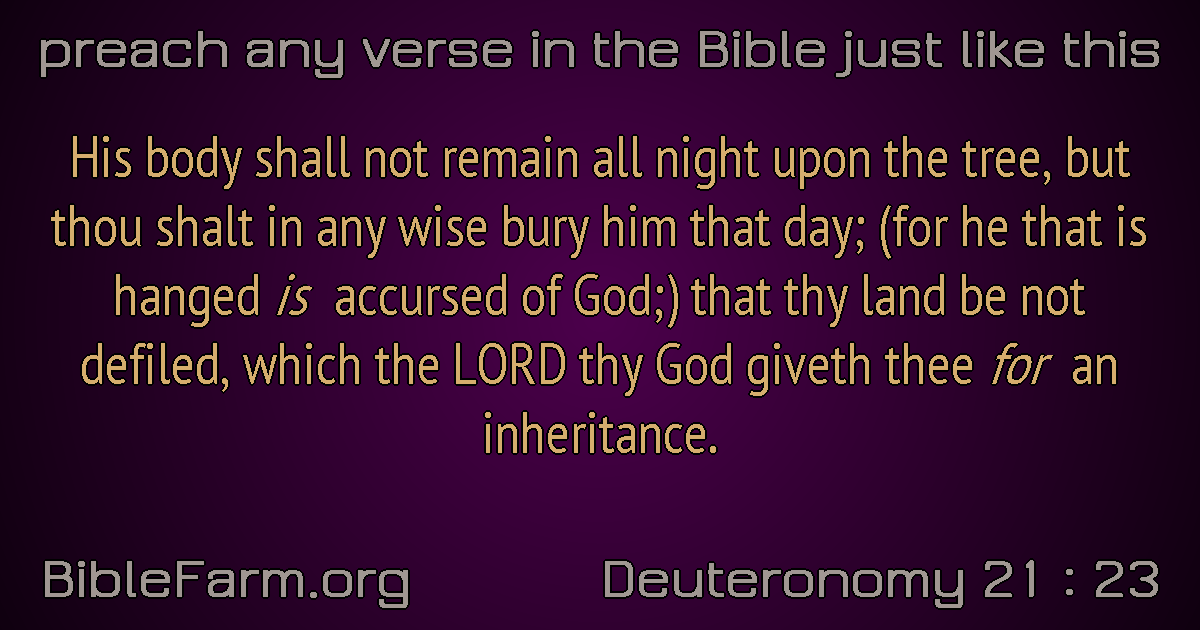 preach any verse in the Bible just like this
His body shall not remain all night upon the tree, but
thou shalt in any wise bury him that day; (for he that is
hanged is accursed of God;) that thy land be not
defiled, which the LORD thy God giveth thee for an
inheritance.
BibleFarm.org
Deuteronomy 21 : 23